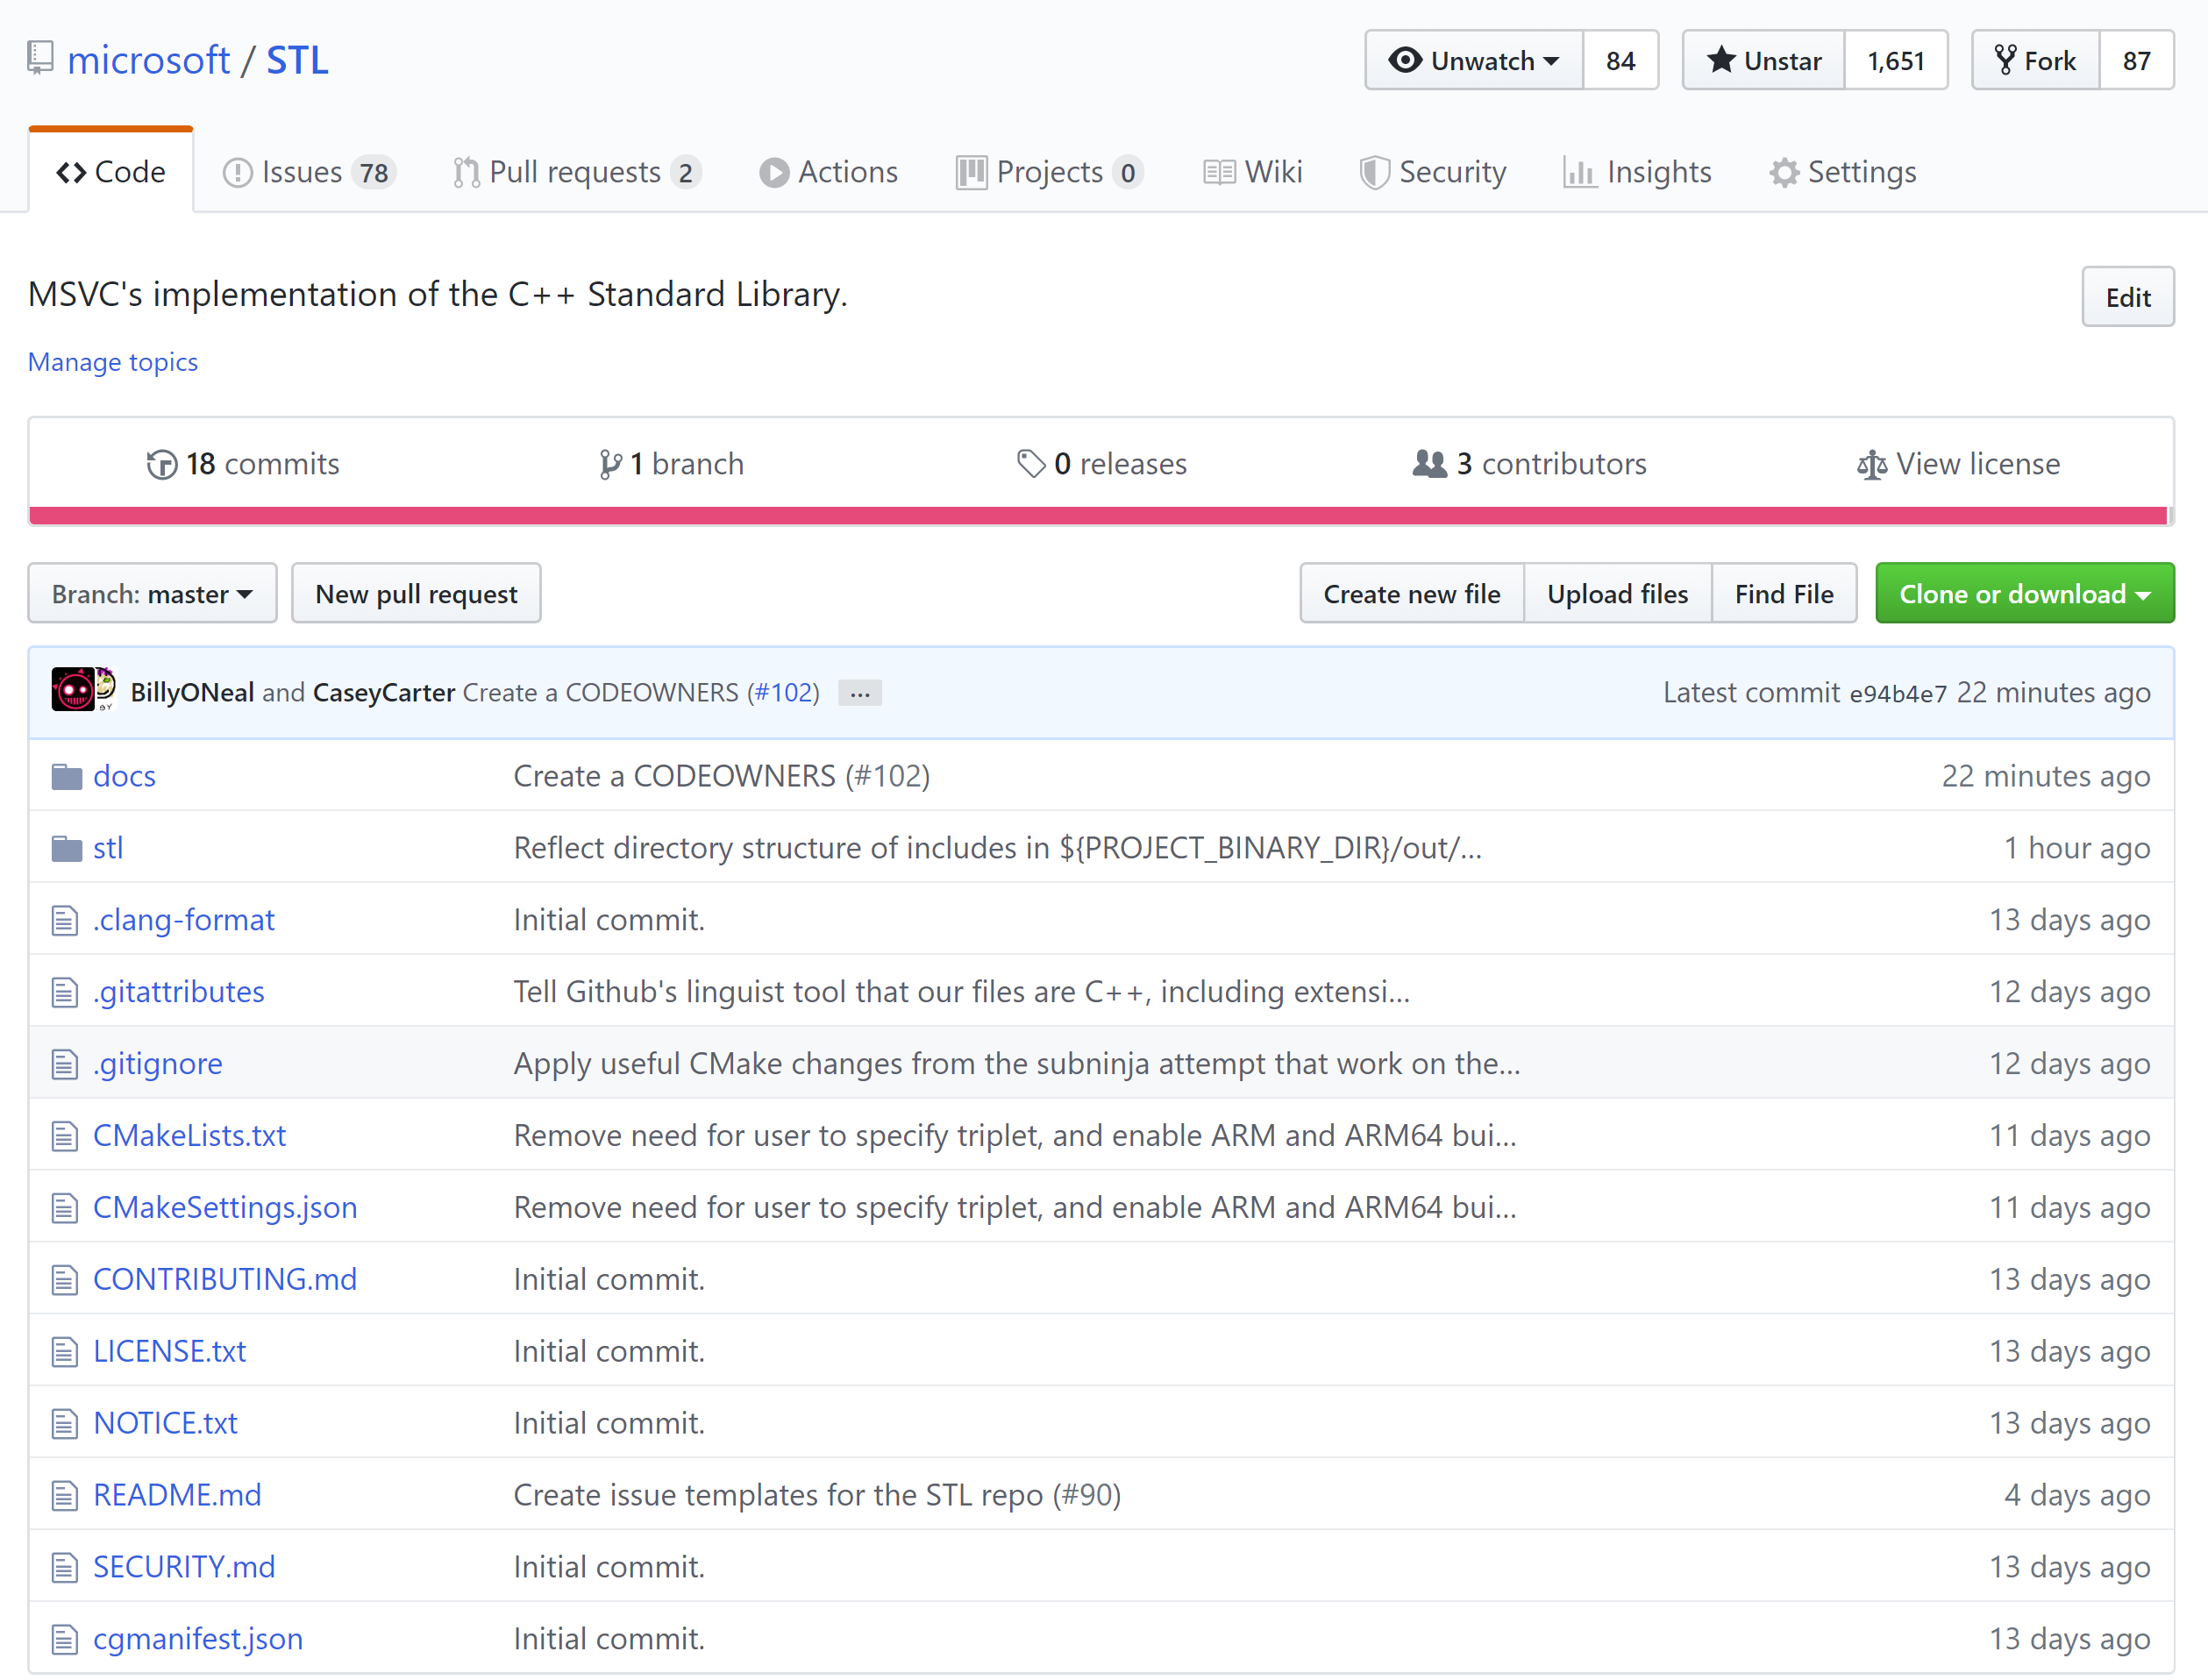 microsoft / STL Unwatch 84 Unstar 1,651 Fork 87
Code Issues 78 Pull requests 2 Actions Projects 0 Wiki Security Insights Settings
MSVC's implementation of the C++ Standard Library. Edit
Manage topics
18 commits 1 branch 0 releases 3 contributors View license
Branch: master New pull request Create new file Upload files Find File Clone or download
BillyONeal and CaseyCarter Create a CODEOWNERS (#102) ... Latest commit e94b4e7 22 minutes ago
docs Create a CODEOWNERS (#102) 22 minutes ago
stl Reflect directory structure of includes in ${PROJECT_BINARY_DIR}/out/... 1 hour ago
.clang-format Initial commit. 13 days ago
.gitattributes Tell Github's linguist tool that our files are C++, including extensi... 12 days ago
.gitignore Apply useful CMake changes from the subninja attempt that work on the... 12 days ago
CMakeLists.txt Remove need for user to specify triplet, and enable ARM and ARM64 bui... 11 days ago
CMakeSettings.json Remove need for user to specify triplet, and enable ARM and ARM64 bui... 11 days ago
CONTRIBUTING.md Initial commit. 13 days ago
LICENSE.txt Initial commit. 13 days ago
NOTICE.txt Initial commit. 13 days ago
README.md Create issue templates for the STL repo (#90) 4 days ago
SECURITY.md Initial commit. 13 days ago
cgmanifest.json Initial commit. 13 days ago